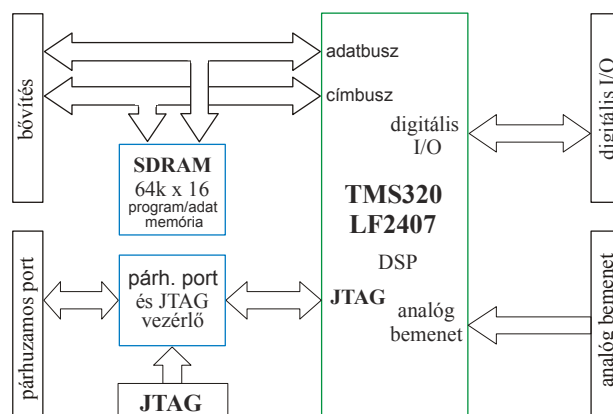 bővítés
adatbusz
címbusz
SDRAM
64k x 16
program/adat
memória
digitális
I/O
TMS320
LF2407
DSP
digitális I/O
párhuzamos port
párh. port
és JTAG
vezérlő
JTAG
analóg
bemenet
analóg bemenet
JTAG